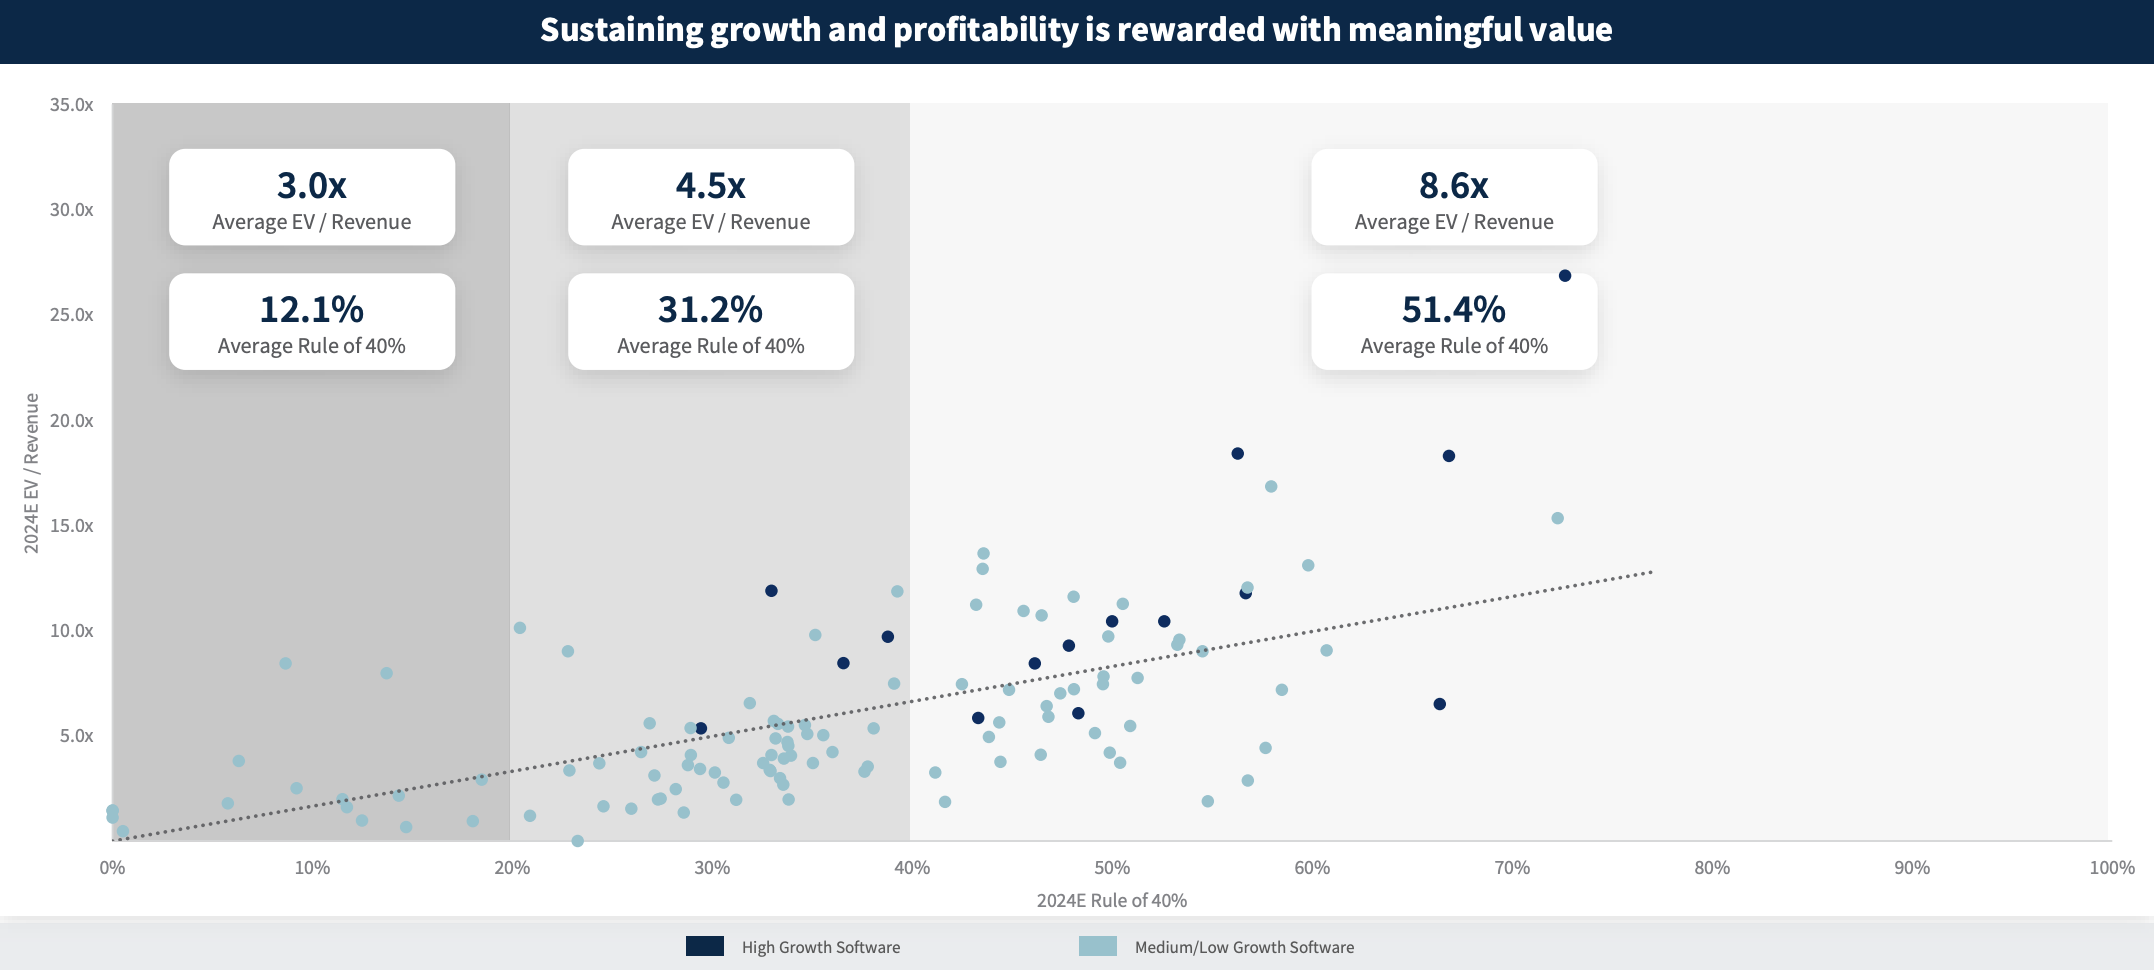 Sustaining growth and profitability is rewarded with meaningful value
35.0x
30.0x
25.0x
20.0x
15.0x
10.0x
5.0x
2024E EV / Revenue
3.0x
Average EV / Revenue
12.1%
Average Rule of 40%
4.5x
Average EV / Revenue
31.2%
Average Rule of 40%
8.6x
Average EV / Revenue
51.4%
Average Rule of 40%
0% 10% 20% 30% 40% 50% 60% 70% 80% 90% 100%
2024E Rule of 40%
High Growth Software
Medium/Low Growth Software